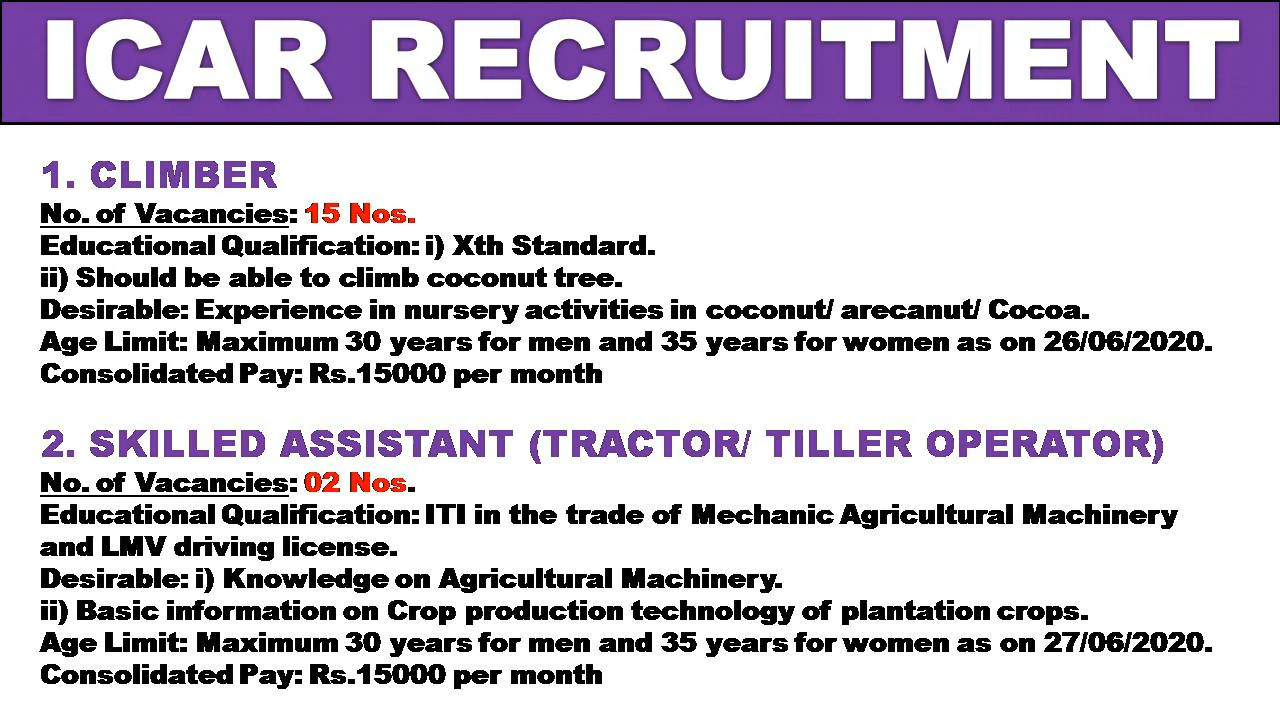 ICAR RECRUITMENT
1. CLIMBER
No. of Vacancies: 15 Nos.
Educational Qualification: i) Xth Standard.
ii) Should be able to climb coconut tree.
Desirable: Experience in nursery activities in coconut/ arecanut/ Cocoa.
Age Limit: Maximum 30 years for men and 35 years for women as on 26/06/2020.
Consolidated Pay: Rs.15000 per month
2. SKILLED ASSISTANT (TRACTOR/ TILLER OPERATOR)
No. of Vacancies: 02 Nos.
Educational Qualification: ITI in the trade of Mechanic Agricultural Machinery
and LMV driving license.
Desirable: i) Knowledge on Agricultural Machinery.
ii) Basic information on Crop production technology of plantation crops.
Age Limit: Maximum 30 years for men and 35 years for women as on 27/06/2020.
Consolidated Pay: Rs.15000 per month